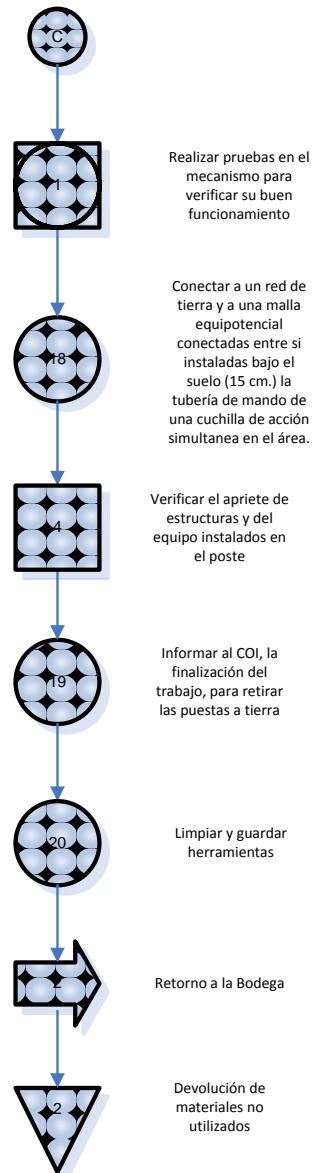 C
1
Realizar pruebas en el
mecanismo para
verificar su buen
funcionamiento
18
Conectar a un red de
tierra y a una malla
equipotencial
conectadas entre si
instaladas bajo el
suelo (15 cm.) la
tubería de mando de
una cuchilla de acción
simultanea en el área.
4
Verificar el apriete de
estructuras y del
equipo instalados en
el poste
19
Informar al COI, la
finalización del
trabajo, para retirar
las puestas a tierra
20
Limpiar y guardar
herramientas
Retorno a la Bodega
2
Devolución de
materiales no
utilizados